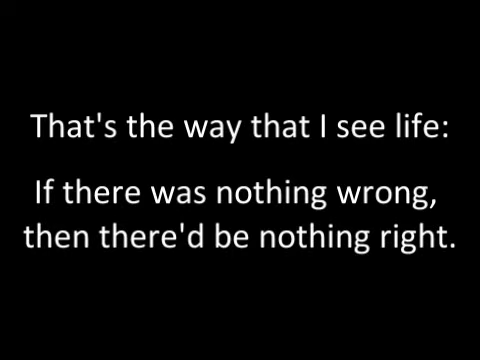 That's the way that I see life:
If there was nothing wrong,
then there'd be nothing right.